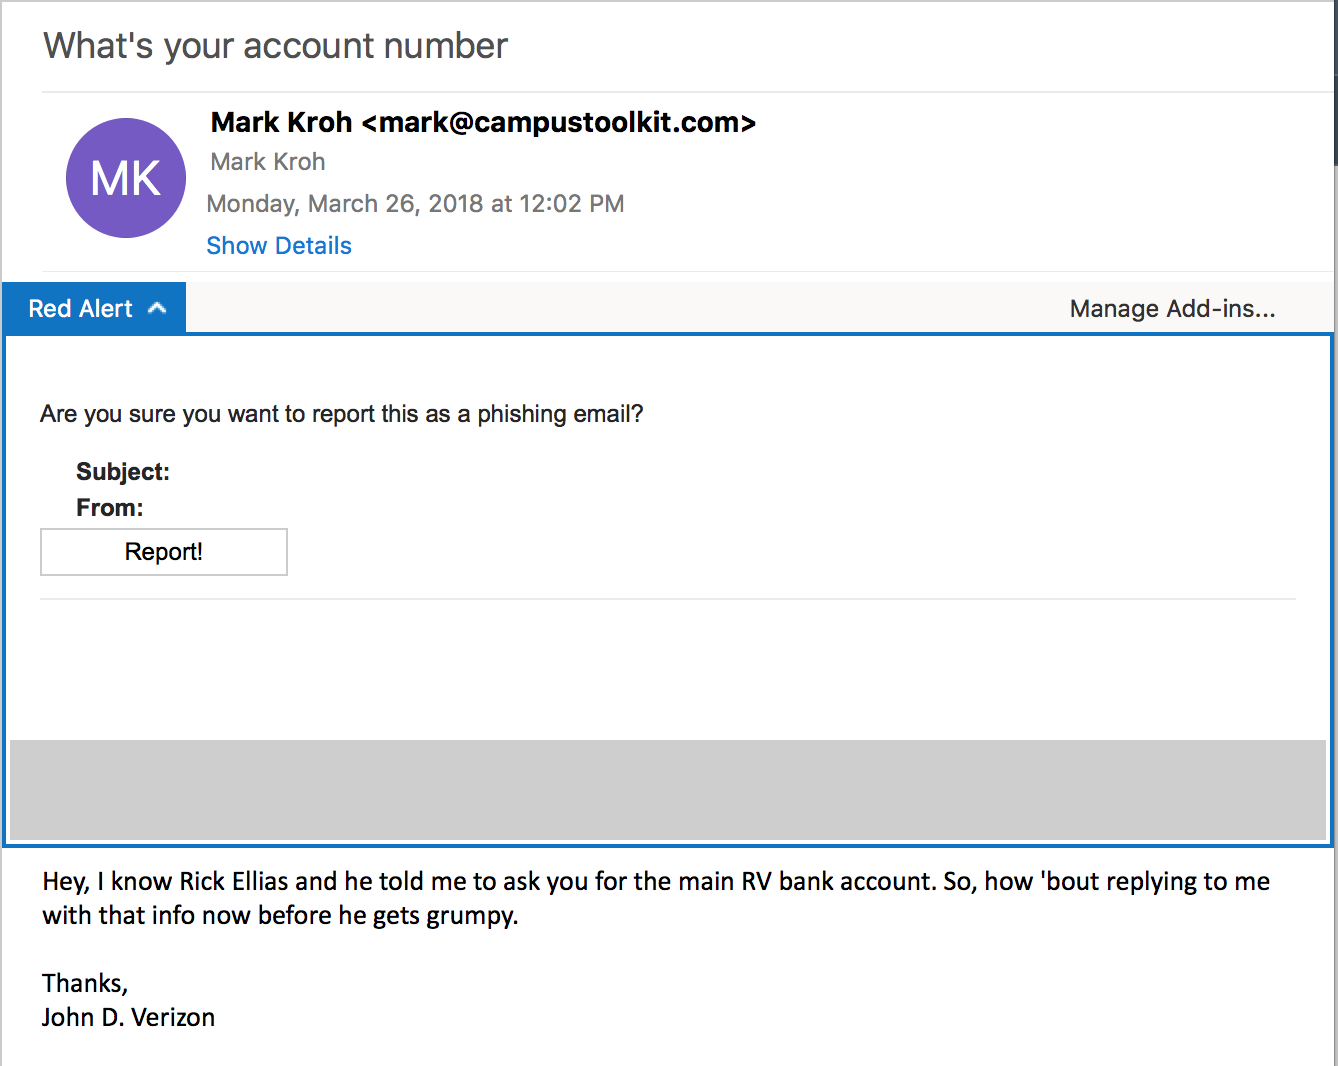 What's your account number
MK
Mark Kroh <mark@campustoolkit.com>
Mark Kroh
Monday, March 26, 2018 at 12:02 PM
Show Details
Red Alert
Manage Add-ins...
Are you sure you want to report this as a phishing email?
Subject:
From:
Report!
Hey, I know Rick Ellias and he told me to ask you for the main RV bank account. So, how 'bout replying to me
with that info now before he gets grumpy.
Thanks,
John D. Verizon